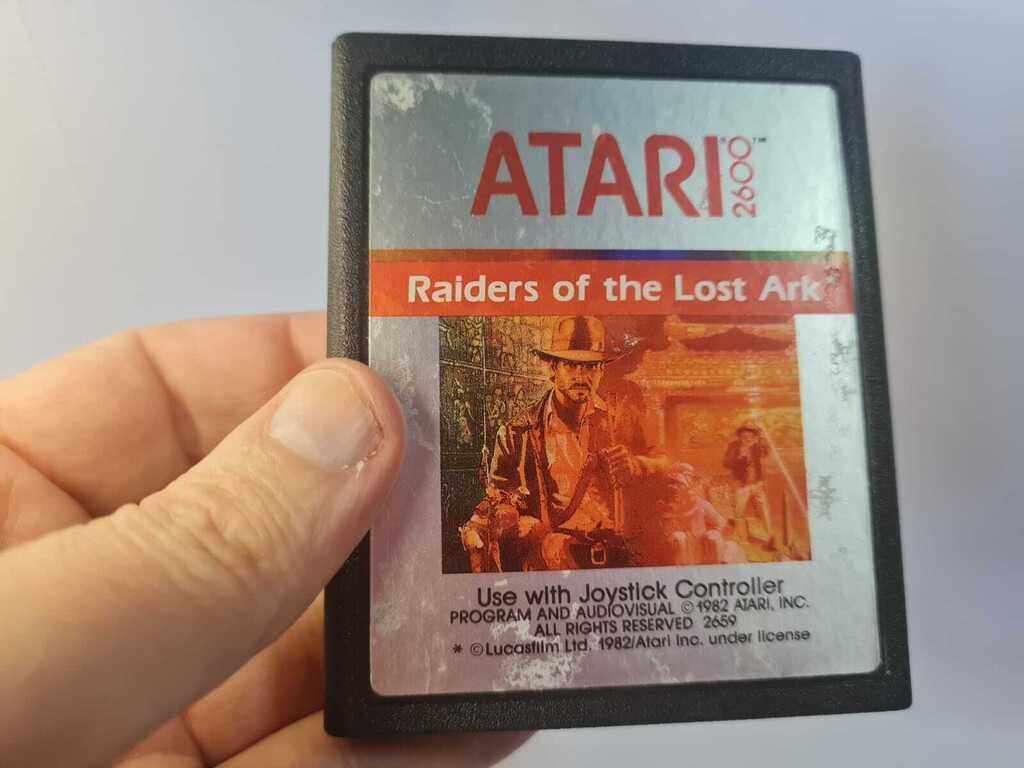 ATARI®
2600™
Raiders of the Lost Ark
Use with Joystick Controller
PROGRAM AND AUDIOVISUAL © 1982 ATARI, INC.
ALL RIGHTS RESERVED 2659
* ©Lucasfilm Ltd. 1982/Atari Inc. under license